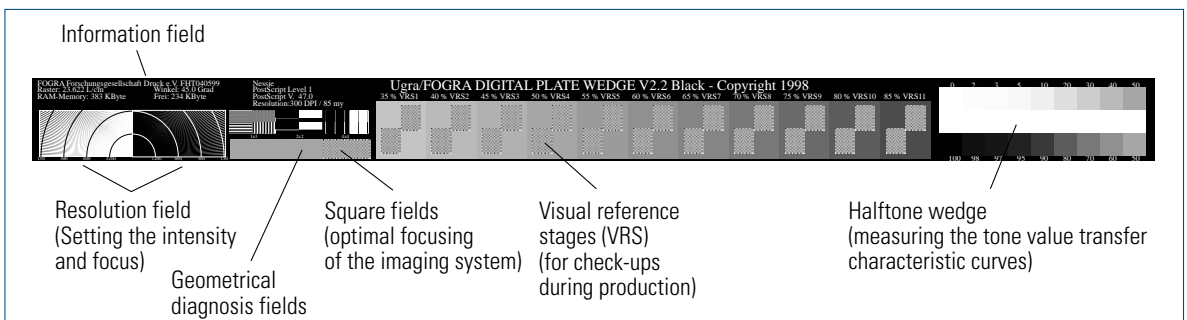 Information field
FOGRA Forschungsgesellschaft Druck e.V. FHT040599
Raster: 23.622 L/cm Winkel: 45.0 Grad
RAM-Memory: 383 KByte Frei: 234 KByte
Nessie
PostScript Level 1
PostScript V. 47.0
Resolution:300 DPI / 85 my
Ugra/FOGRA DIGITAL PLATE WEDGE V2.2 Black - Copyright 1998
35 % VRS1 40 % VRS2 45 % VRS3 50 % VRS4 55 % VRS5 60 % VRS6 65 % VRS7 70 % VRS8 75 % VRS9 80 % VRS10 85 % VRS11
0 2 3 5 10 20 30 40 50
100 98 97 95 90 80 70 60 50
Resolution field
(Setting the intensity
and focus)
Geometrical
diagnosis fields
Square fields
(optimal focusing
of the imaging system)
Visual reference
stages (VRS)
(for check-ups
during production)
Halftone wedge
(measuring the tone value transfer
characteristic curves)